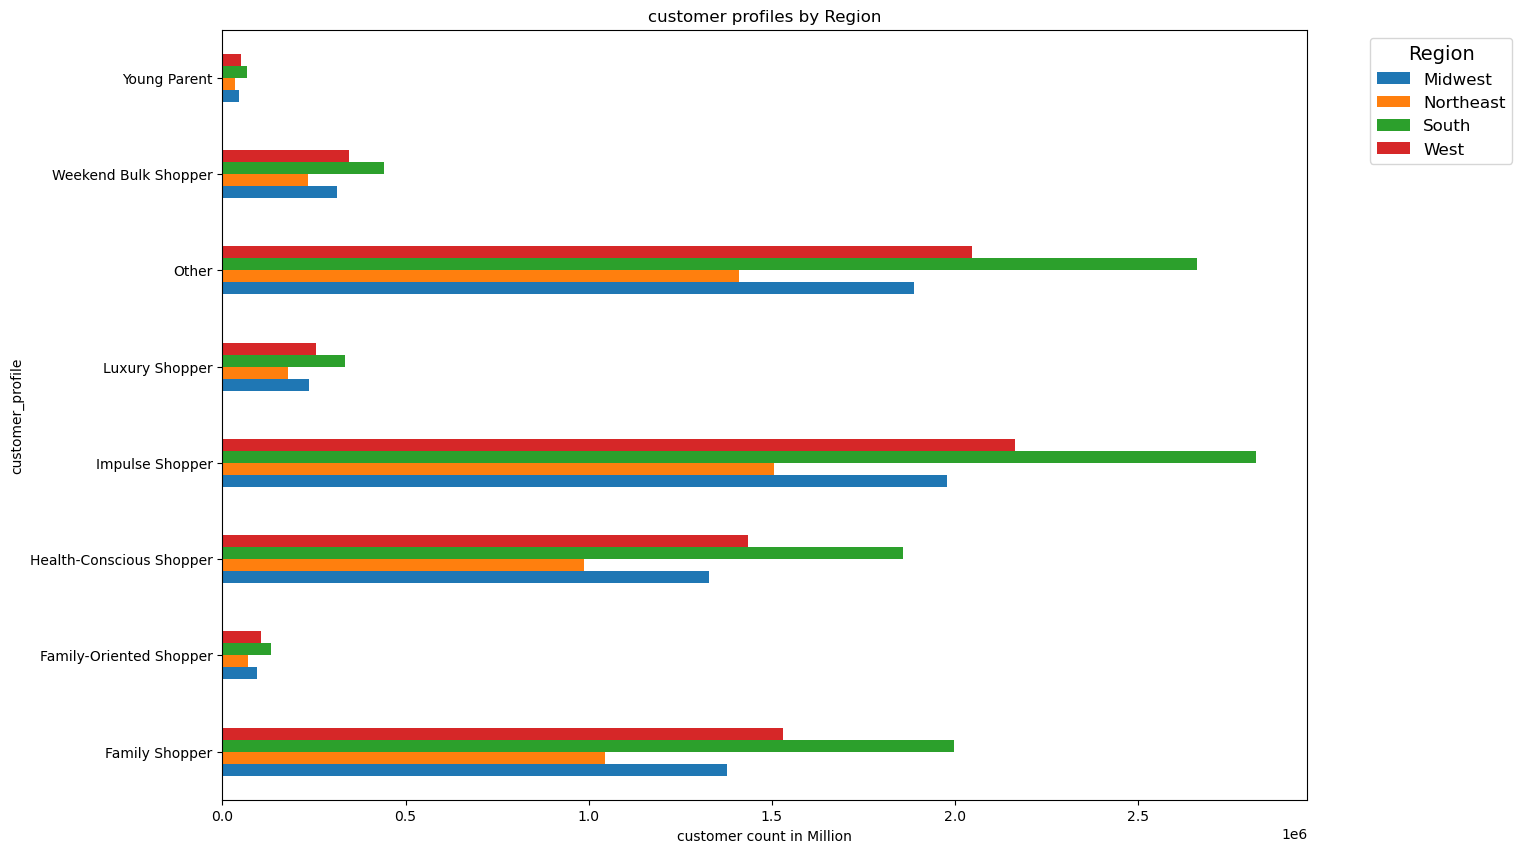 customer profiles by Region
Region
Midwest
Northeast
South
West
customer_profile
Young Parent
Weekend Bulk Shopper
Other
Luxury Shopper
Impulse Shopper
Health-Conscious Shopper
Family-Oriented Shopper
Family Shopper
0.0 0.5 1.0 1.5 2.0 2.5
1e6
customer count in Million